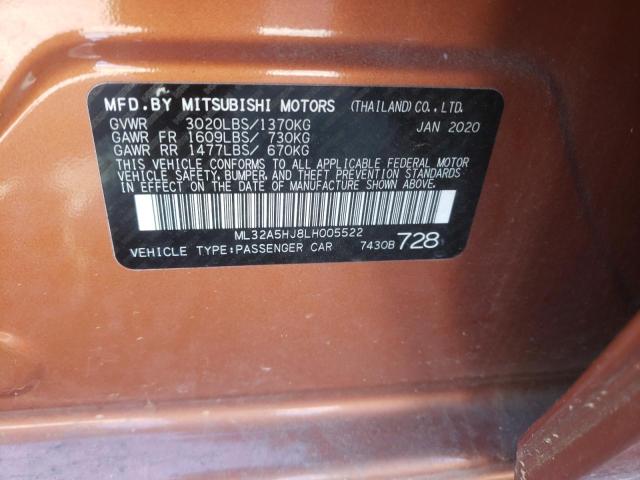 MFD.BY MITSUBISHI MOTORS (THAILAND) CO., LTD.
GVWR 3020LBS/1370KG JAN 2020
GAWR FR 1609LBS/ 730KG
GAWR RR 1477LBS/ 670KG
THIS VEHICLE CONFORMS TO ALL APPLICABLE FEDERAL MOTOR
VEHICLE SAFETY, BUMPER, AND THEFT PREVENTION STANDARDS
IN EFFECT ON THE DATE OF MANUFACTURE SHOWN ABOVE.
ML32A5HJ8LH005522
VEHICLE TYPE:PASSENGER CAR 7430B 728